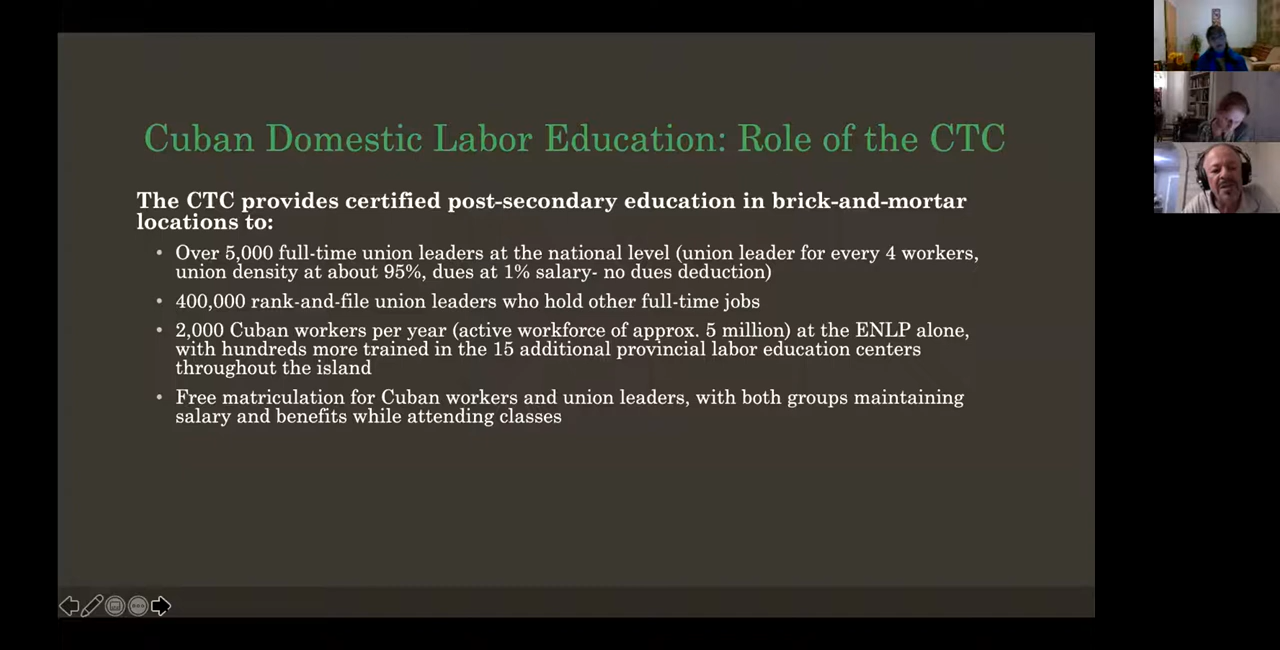 Cuban Domestic Labor Education: Role of the CTC
The CTC provides certified post-secondary education in brick-and-mortar
locations to:
• Over 5,000 full-time union leaders at the national level (union leader for every 4 workers,
union density at about 95%, dues at 1% salary- no dues deduction)
• 400,000 rank-and-file union leaders who hold other full-time jobs
• 2,000 Cuban workers per year (active workforce of approx. 5 million) at the ENLP alone,
with hundreds more trained in the 15 additional provincial labor education centers
throughout the island
• Free matriculation for Cuban workers and union leaders, with both groups maintaining
salary and benefits while attending classes